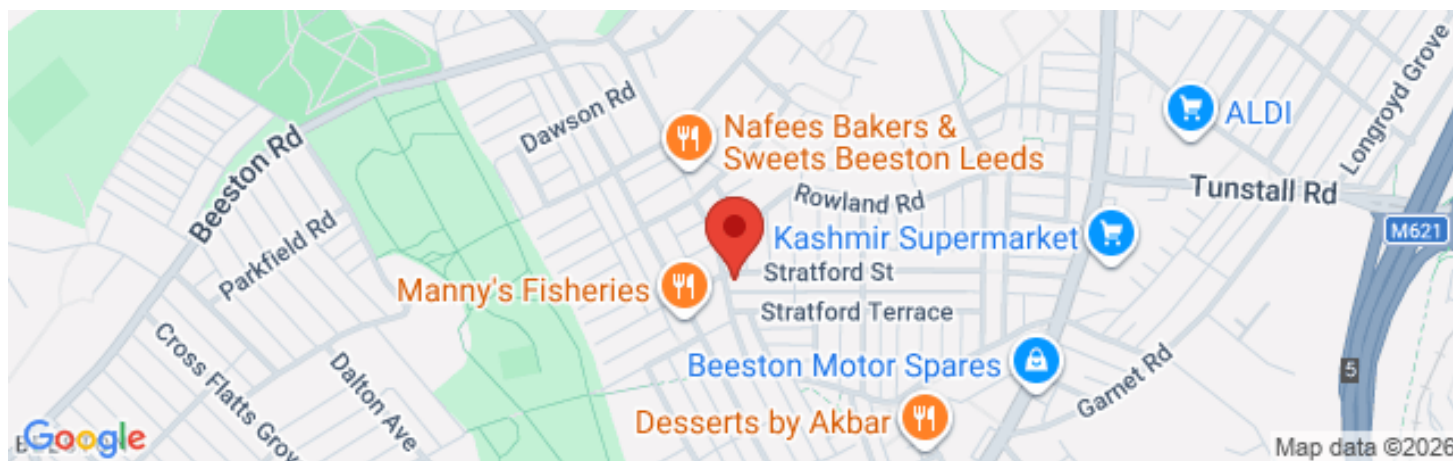 Dawson Rd
Nafees Bakers &
Sweets Beeston Leeds
ALDI
Longroyd Grove
Beeston Rd
Rowland Rd
Tunstall Rd
Parkfield Rd
Kashmir Supermarket
M621
Manny's Fisheries
Stratford St
Stratford Terrace
Cross Flatts Grov
Dalton Ave
Beeston Motor Spares
5
Garnet Rd
Desserts by Akbar
Google
Map data ©2026